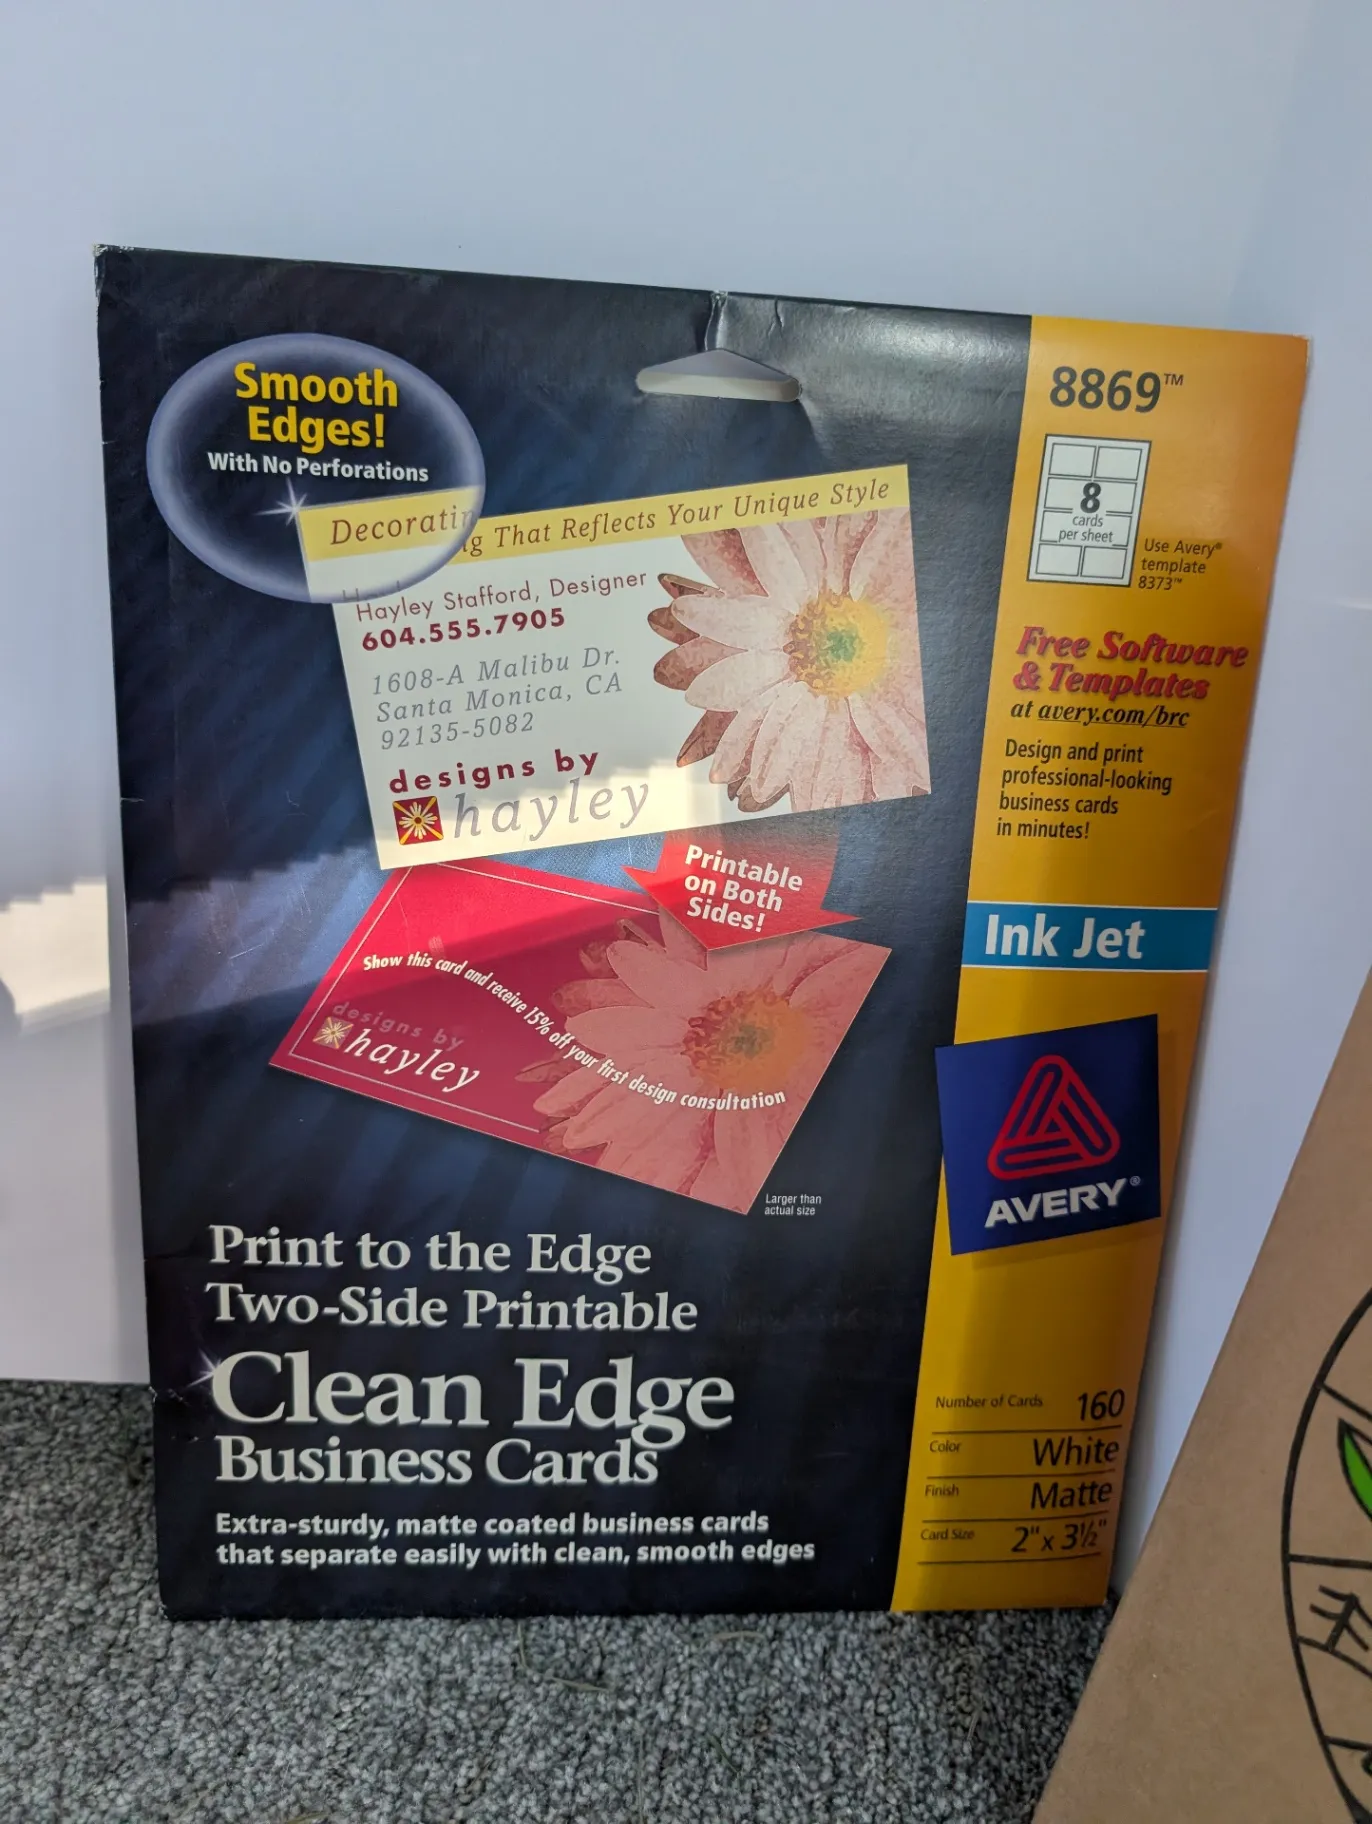 Smooth
Edges!
With No Perforations
Decorating That Reflects Your Unique Style
Hayley Stafford, Designer
604.555.7905
1608-A Malibu Dr.
Santa Monica, CA
92135-5082
designs by
hayley
Printable
on Both
Sides!
Show this card and receive 15% off your first design consultation
designs by
hayley
Larger than
actual size
Print to the Edge
Two-Side Printable
Clean Edge
Business Cards
Extra-sturdy, matte coated business cards
that separate easily with clean, smooth edges
8869™
8
cards
per sheet
Use Avery®
template
8373™
Free Software
& Templates
at avery.com/brc
Design and print
professional-looking
business cards
in minutes!
Ink Jet
AVERY®
Number of Cards 160
Color White
Finish Matte
Card Size 2" x 3½"